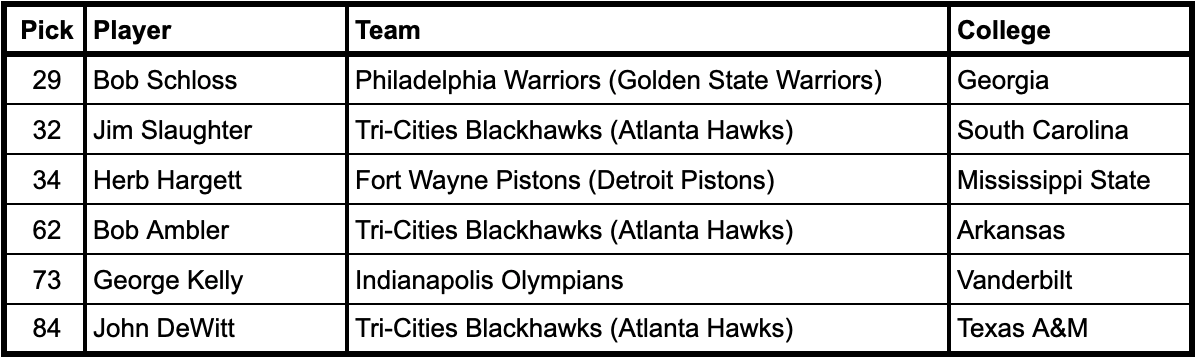 Pick Player Team College
29 Bob Schloss Philadelphia Warriors (Golden State Warriors) Georgia
32 Jim Slaughter Tri-Cities Blackhawks (Atlanta Hawks) South Carolina
34 Herb Hargett Fort Wayne Pistons (Detroit Pistons) Mississippi State
62 Bob Ambler Tri-Cities Blackhawks (Atlanta Hawks) Arkansas
73 George Kelly Indianapolis Olympians Vanderbilt
84 John DeWitt Tri-Cities Blackhawks (Atlanta Hawks) Texas A&M